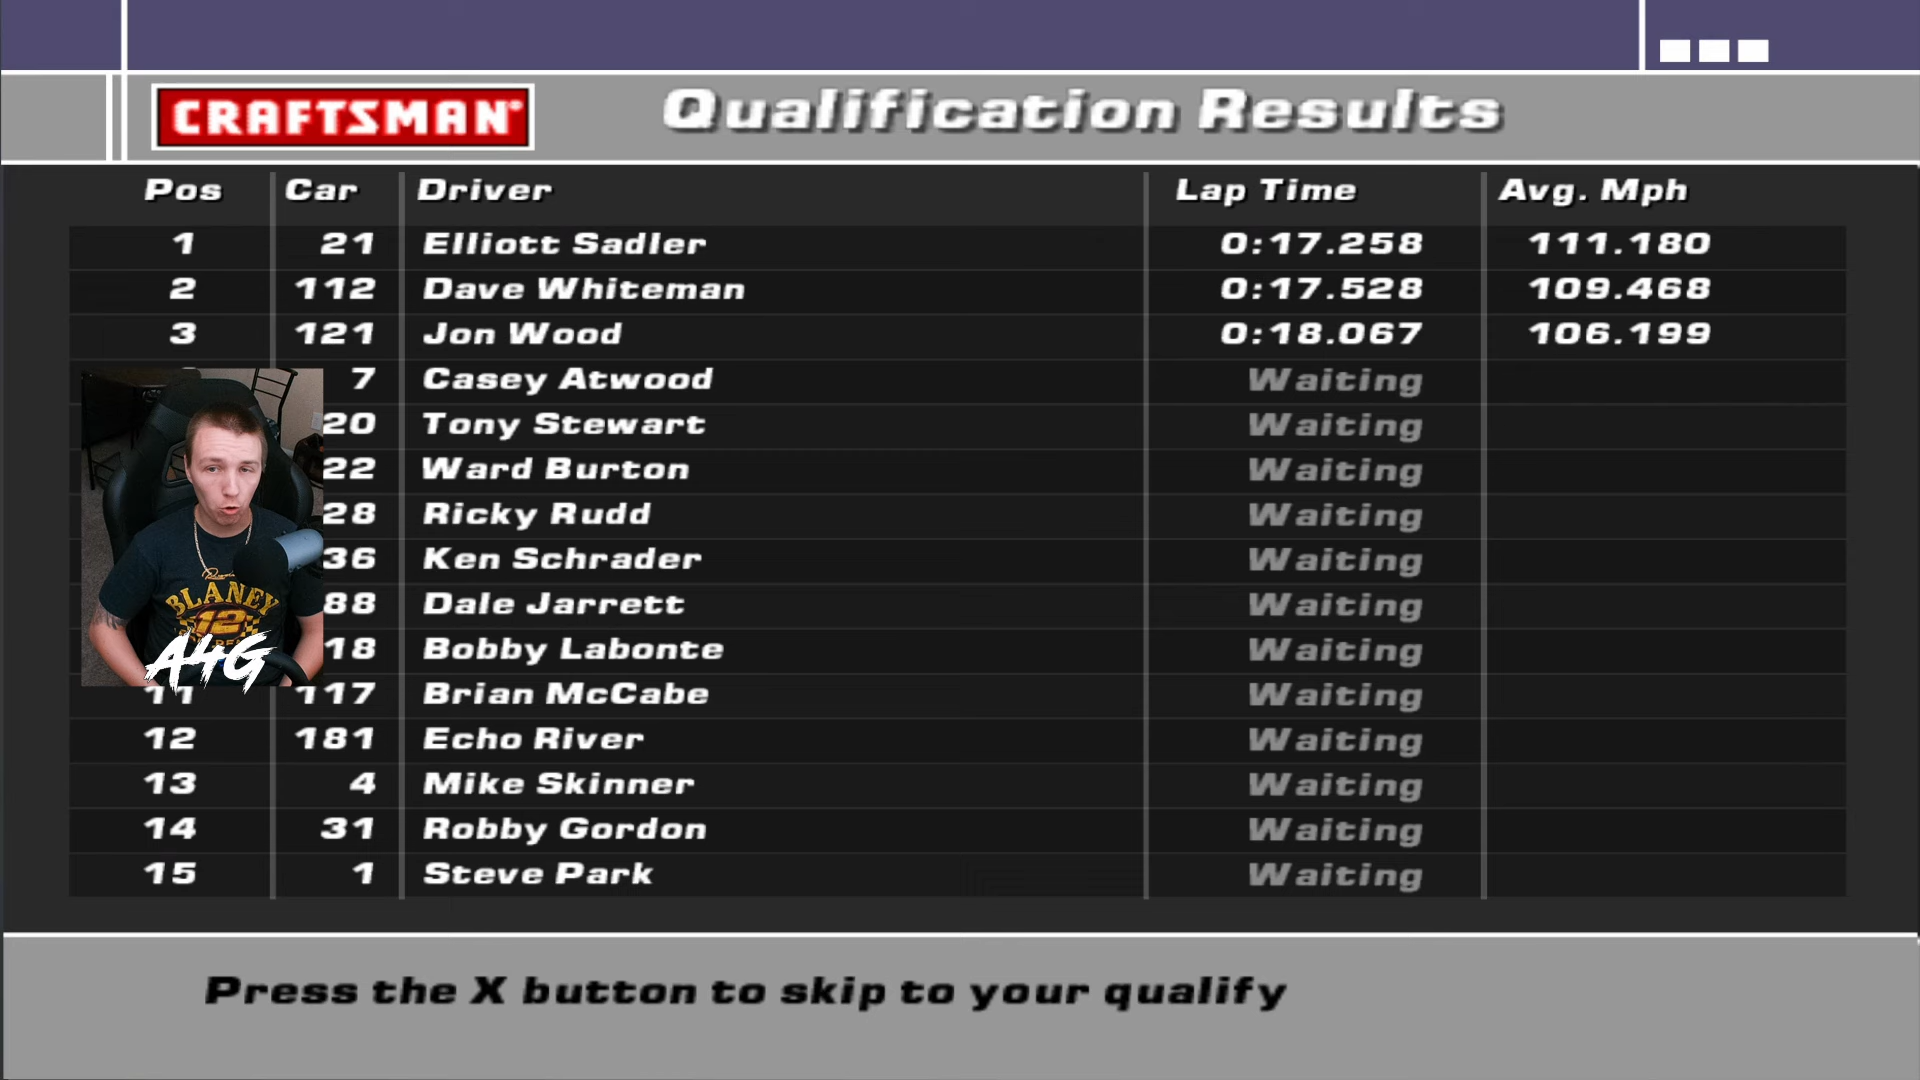 CRAFTSMAN® Qualification Results
Pos Car Driver Lap Time Avg. Mph
1 21 Elliott Sadler 0:17.258 111.180
2 112 Dave Whiteman 0:17.528 109.468
3 121 Jon Wood 0:18.067 106.199
7 Casey Atwood Waiting
20 Tony Stewart Waiting
22 Ward Burton Waiting
28 Ricky Rudd Waiting
36 Ken Schrader Waiting
88 Dale Jarrett Waiting
18 Bobby Labonte Waiting
11 117 Brian McCabe Waiting
12 181 Echo River Waiting
13 4 Mike Skinner Waiting
14 31 Robby Gordon Waiting
15 1 Steve Park Waiting
BLANEY
12
A4G
Press the X button to skip to your qualify